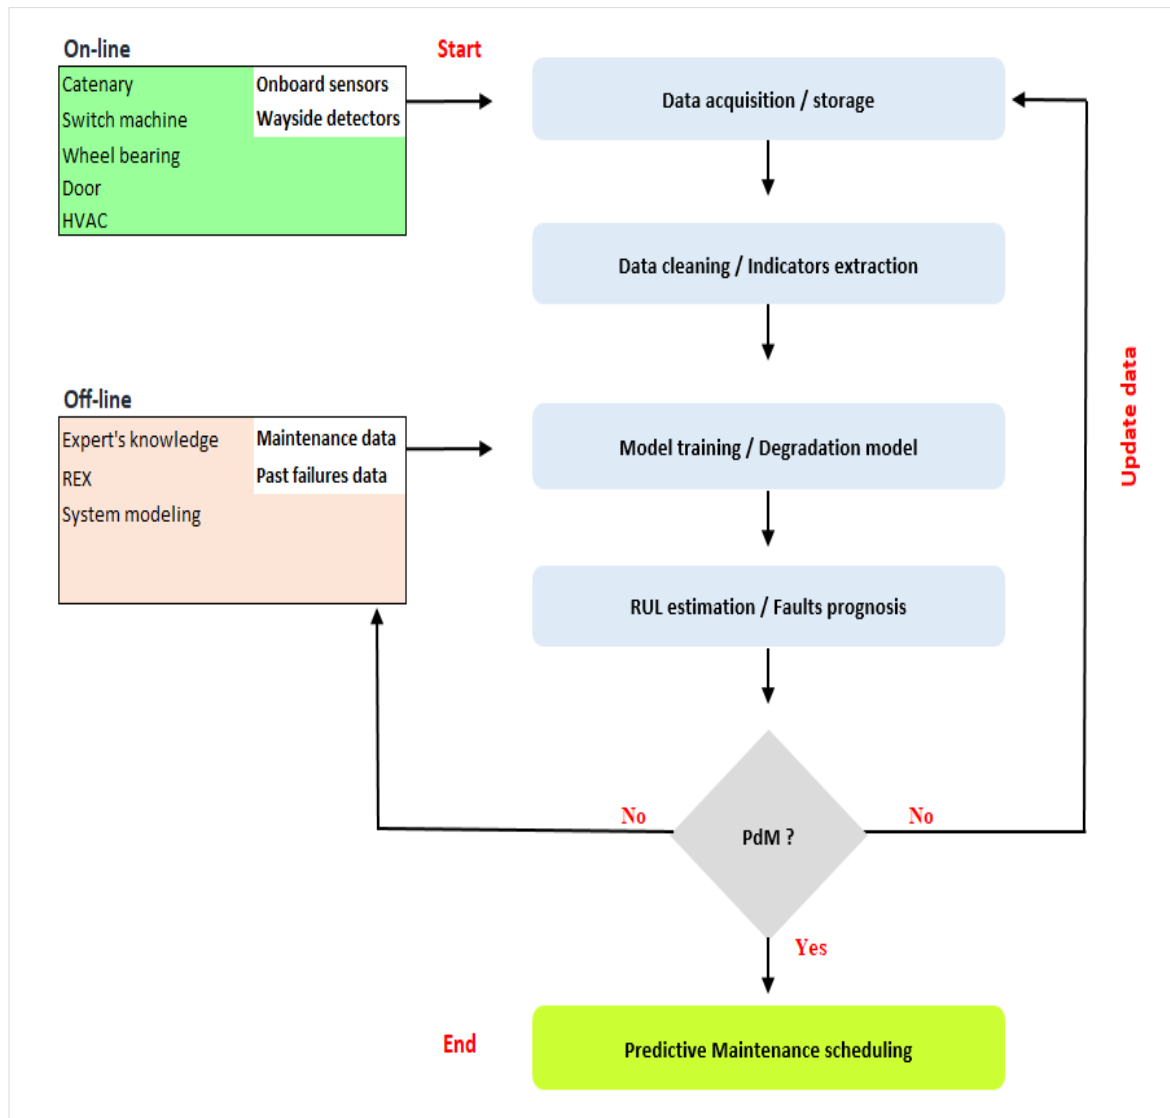 On-line
Start
Catenary
Onboard sensors
Switch machine
Wayside detectors
Wheel bearing
Door
HVAC
Data acquisition / storage
Data cleaning / Indicators extraction
Update data
Off-line
Expert's knowledge
Maintenance data
REX
Past failures data
System modeling
Model training / Degradation model
RUL estimation / Faults prognosis
No
PdM ?
No
Yes
End
Predictive Maintenance scheduling